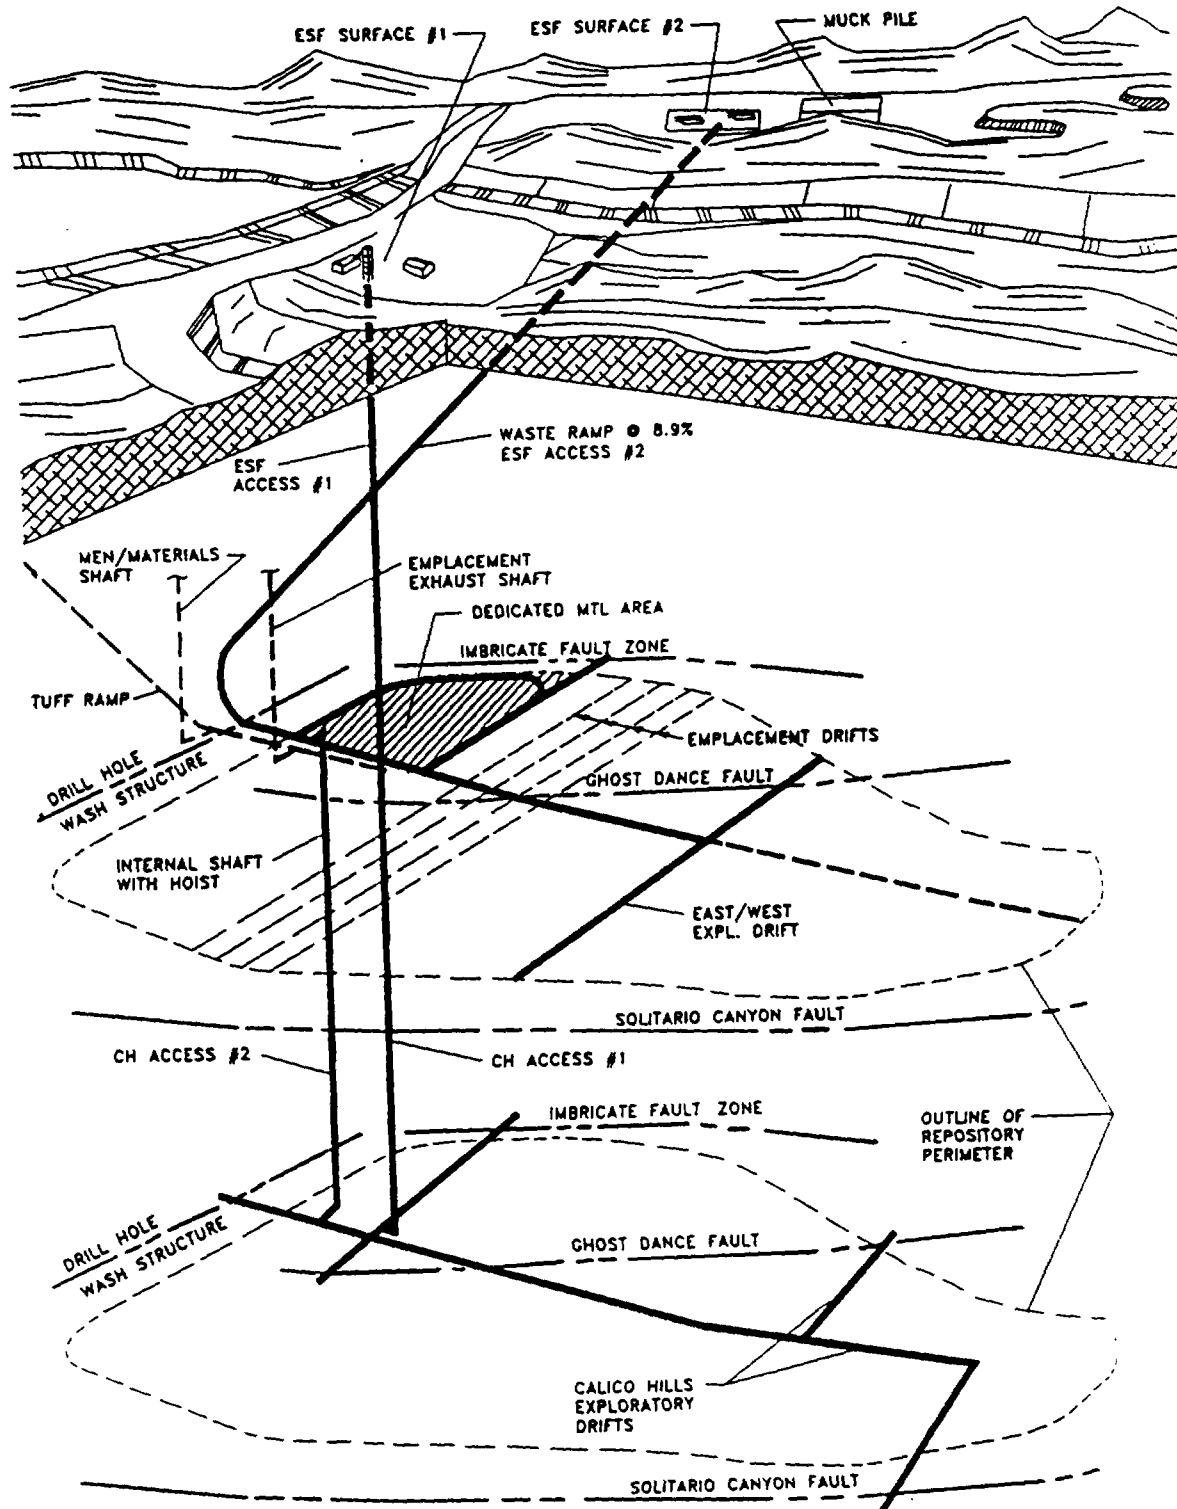 ESF SURFACE #1
ESF SURFACE #2
MUCK PILE
WASTE RAMP @ 8.9%
ESF ACCESS #2
ESF
ACCESS #1
MEN/MATERIALS
SHAFT
EMPLACEMENT
EXHAUST SHAFT
DEDICATED MTL AREA
IMBRICATE FAULT ZONE
TUFF RAMP
EMPLACEMENT DRIFTS
DRILL HOLE
WASH STRUCTURE
GHOST DANCE FAULT
INTERNAL SHAFT
WITH HOIST
EAST/WEST
EXPL. DRIFT
SOLITARIO CANYON FAULT
CH ACCESS #2
CH ACCESS #1
IMBRICATE FAULT ZONE
OUTLINE OF
REPOSITORY
PERIMETER
DRILL HOLE
WASH STRUCTURE
GHOST DANCE FAULT
CALICO HILLS
EXPLORATORY
DRIFTS
SOLITARIO CANYON FAULT